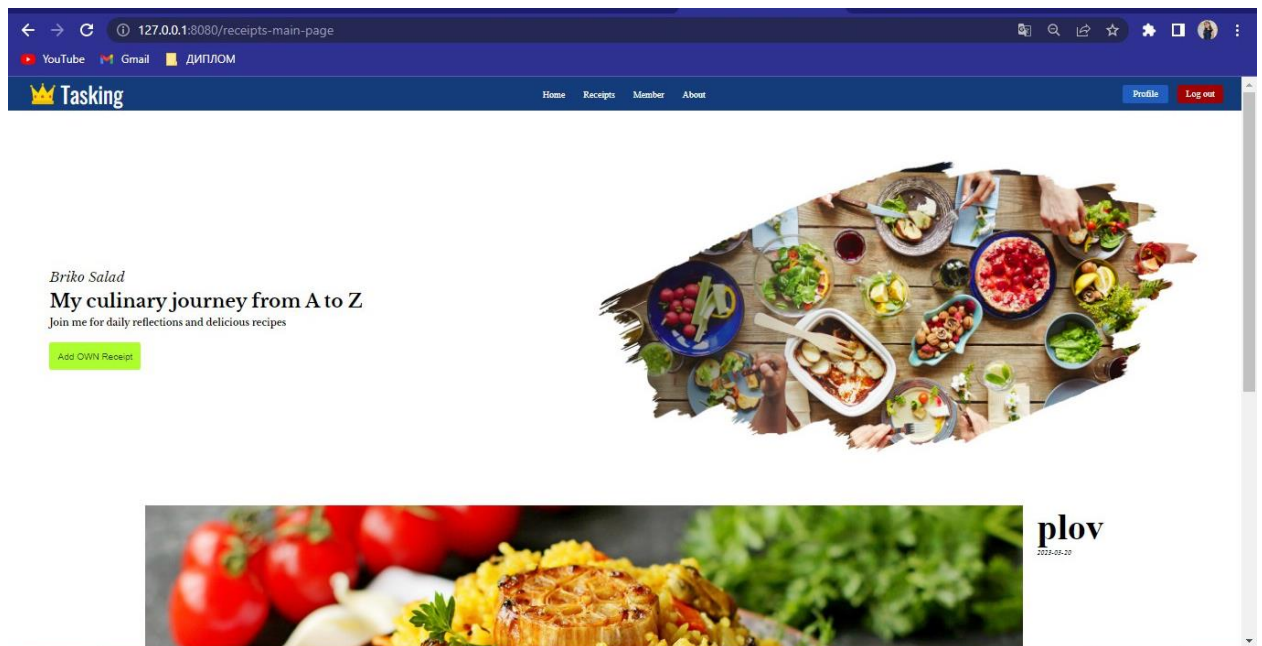 127.0.0.1:8080/receipts-main-page
YouTube Gmail ДИПЛОМ
Tasking Home Receipts Member About Profile Log out
Briko Salad
My culinary journey from A to Z
Join me for daily reflections and delicious recipes
Add OWN Receipt
plov
2023-03-20